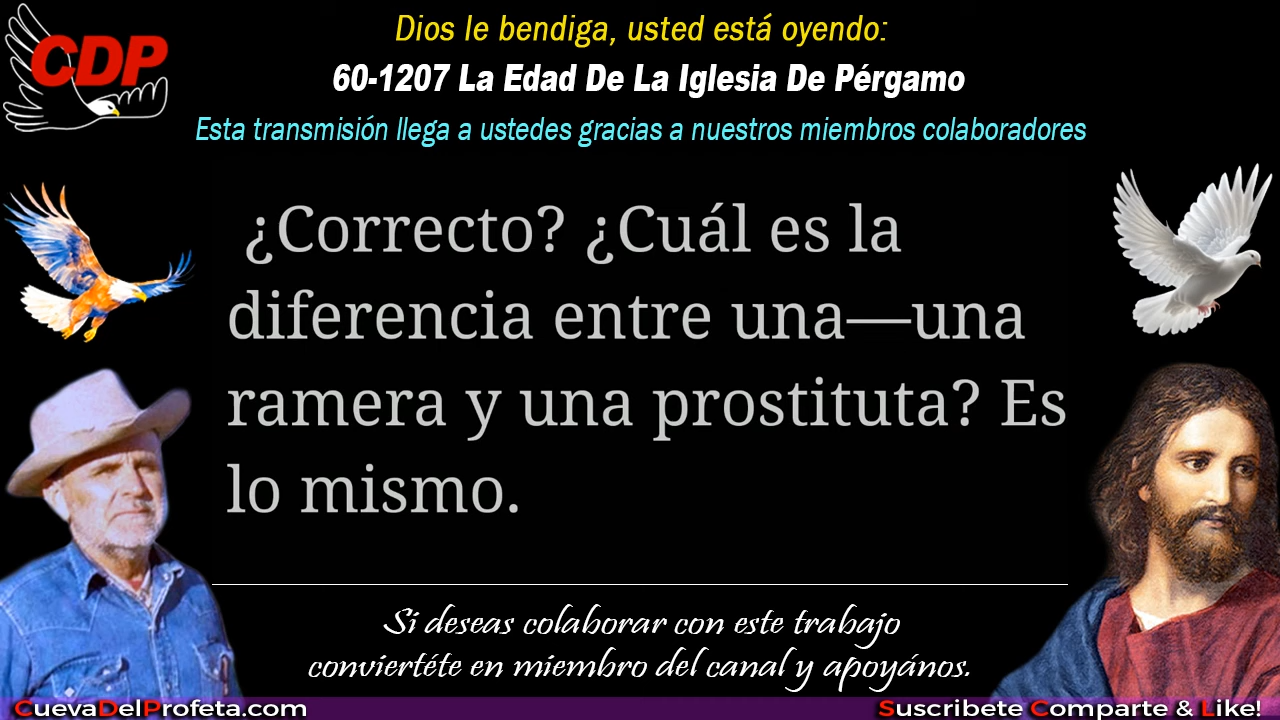 CDP
Dios le bendiga, usted está oyendo:
60-1207 La Edad De La Iglesia De Pérgamo
Esta transmisión llega a ustedes gracias a nuestros miembros colaboradores
¿Correcto? ¿Cuál es la
diferencia entre una—una
ramera y una prostituta? Es
lo mismo.
Si deseas colaborar con este trabajo
conviertéte en miembro del canal y apoyános.
CuevaDelProfeta.com
Suscribete Comparte & Like!